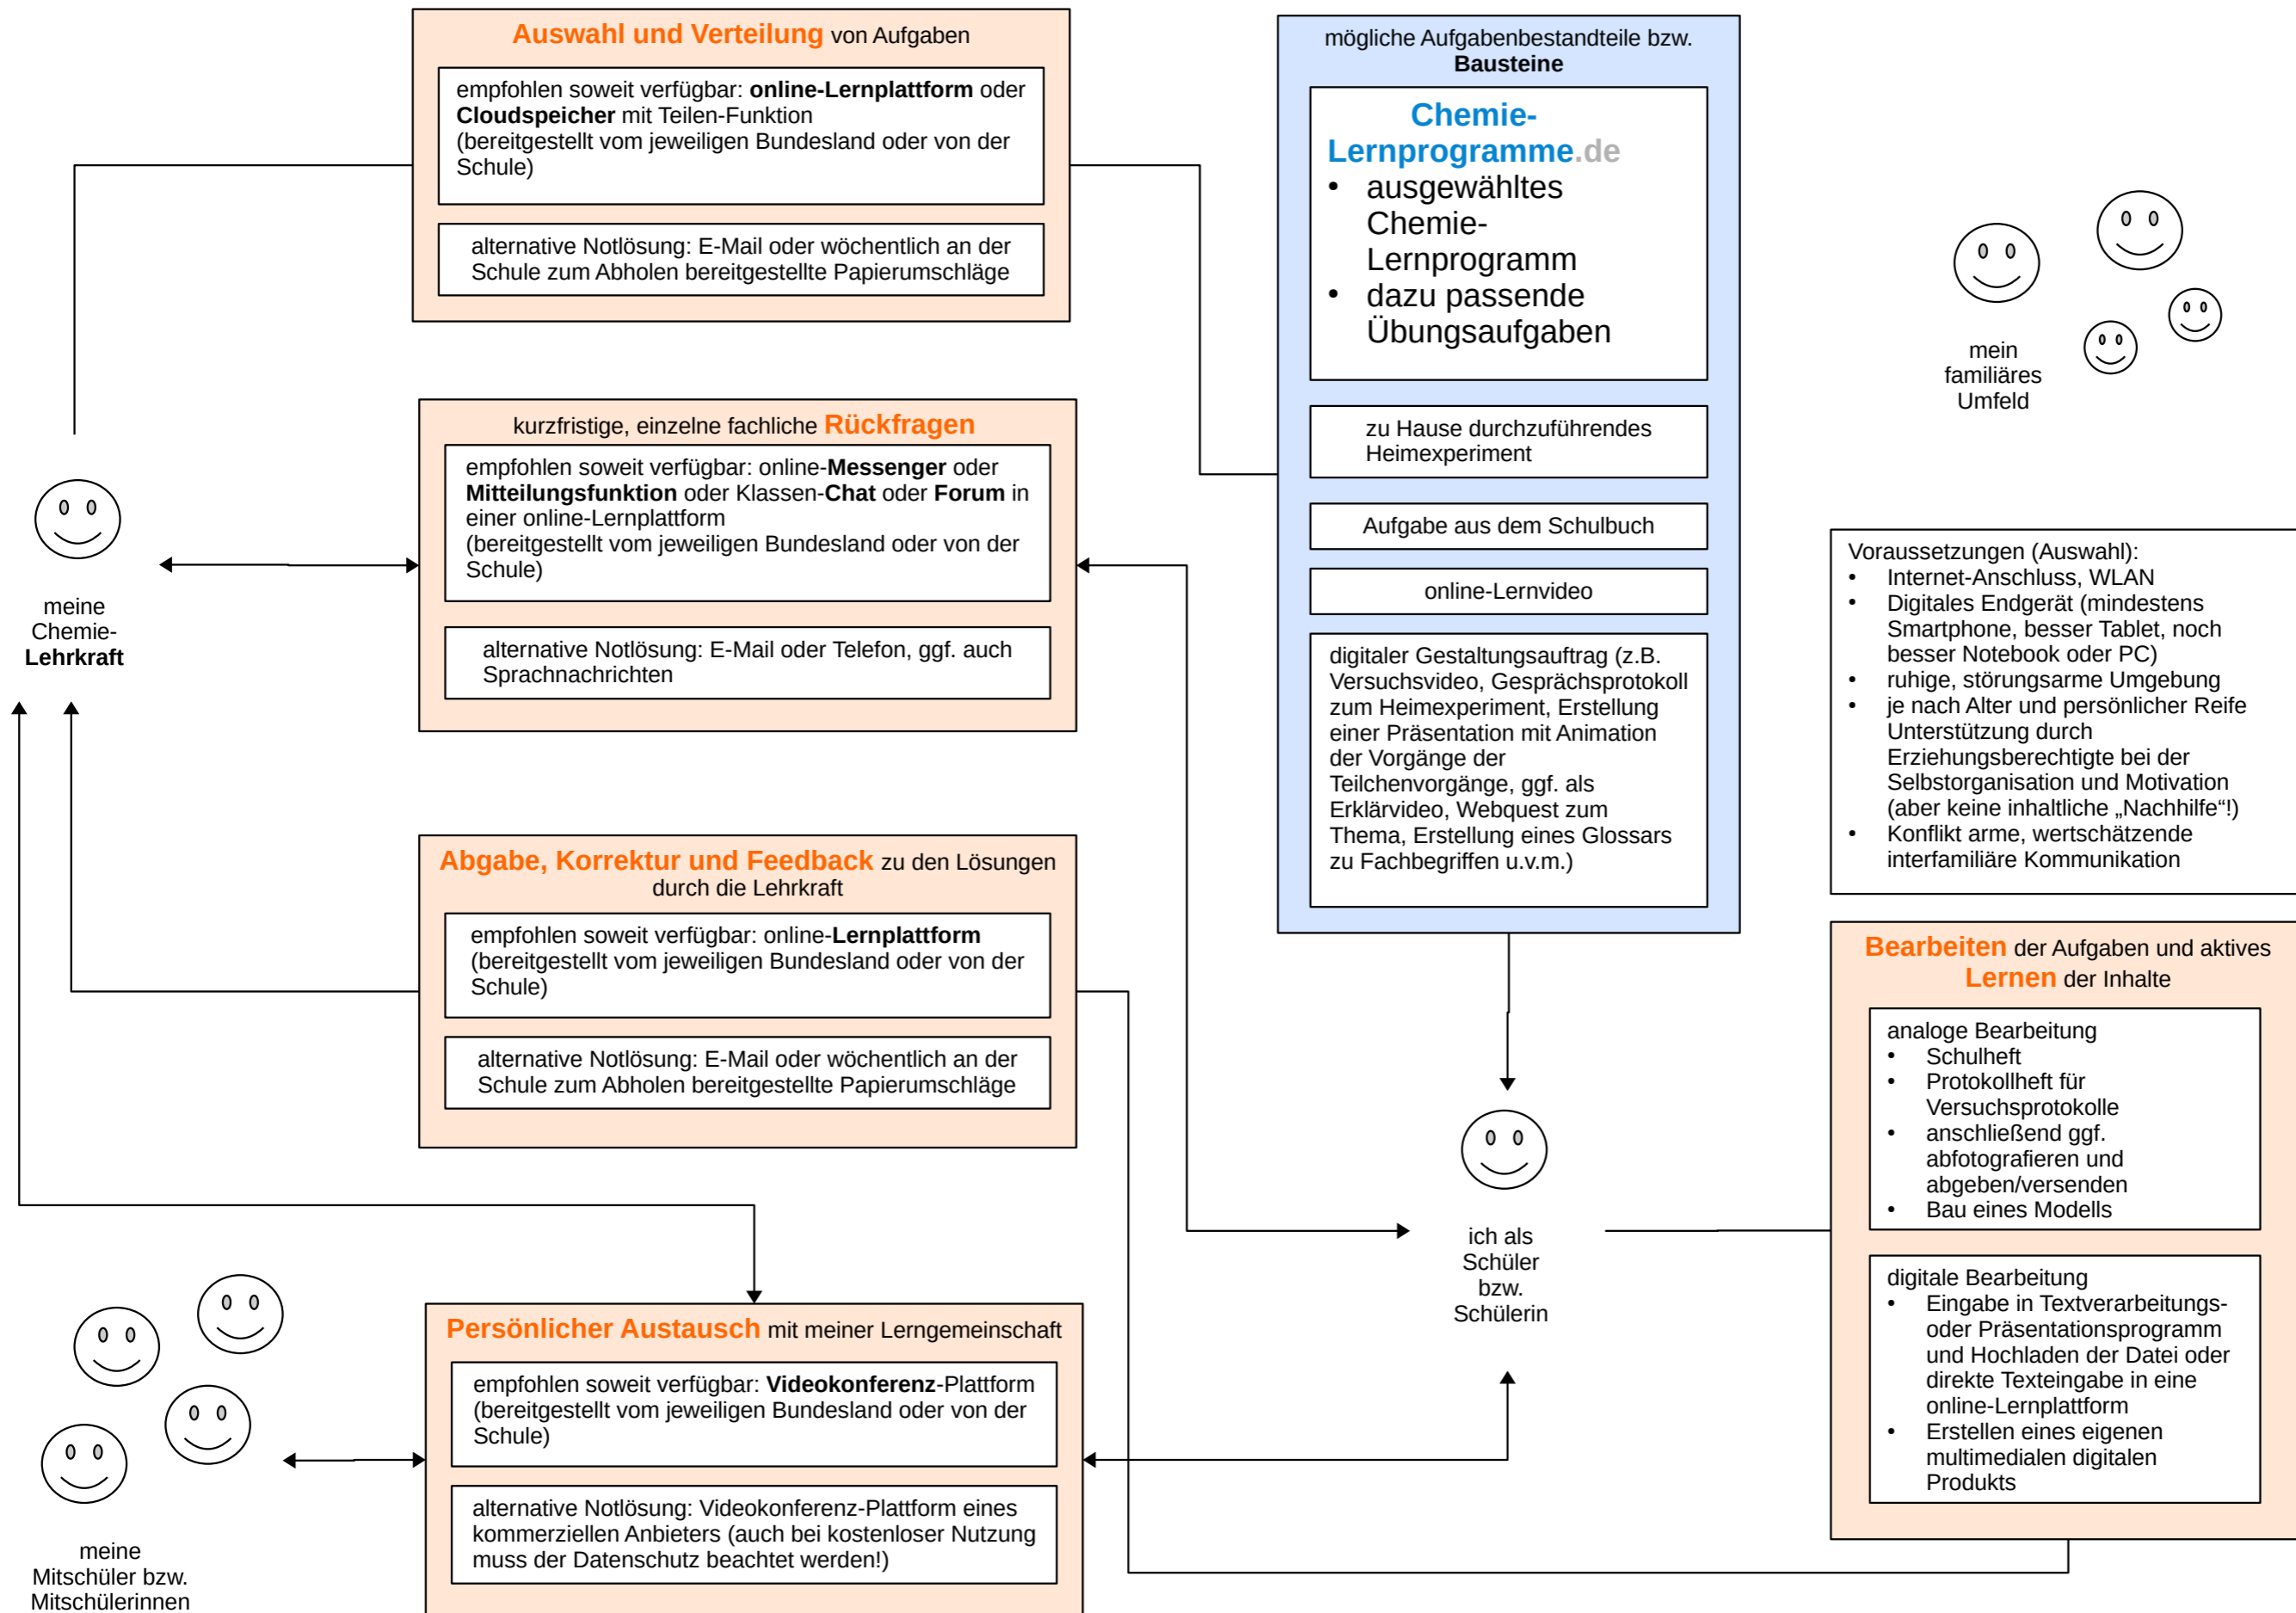 Auswahl und Verteilung von Aufgaben
empfohlen soweit verfügbar: online-Lernplattform oder
Cloudspeicher mit Teilen-Funktion
(bereitgestellt vom jeweiligen Bundesland oder von der
Schule)
alternative Notlösung: E-Mail oder wöchentlich an der
Schule zum Abholen bereitgestellte Papierumschläge
kurzfristige, einzelne fachliche Rückfragen
empfohlen soweit verfügbar: online-Messenger oder
Mitteilungsfunktion oder Klassen-Chat oder Forum in
einer online-Lernplattform
(bereitgestellt vom jeweiligen Bundesland oder von der
Schule)
alternative Notlösung: E-Mail oder Telefon, ggf. auch
Sprachnachrichten
meine
Chemie-
Lehrkraft
Abgabe, Korrektur und Feedback zu den Lösungen
durch die Lehrkraft
empfohlen soweit verfügbar: online-Lernplattform
(bereitgestellt vom jeweiligen Bundesland oder von der
Schule)
alternative Notlösung: E-Mail oder wöchentlich an der
Schule zum Abholen bereitgestellte Papierumschläge
Persönlicher Austausch mit meiner Lerngemeinschaft
empfohlen soweit verfügbar: Videokonferenz-Plattform
(bereitgestellt vom jeweiligen Bundesland oder von der
Schule)
alternative Notlösung: Videokonferenz-Plattform eines
kommerziellen Anbieters (auch bei kostenloser Nutzung
muss der Datenschutz beachtet werden!)
meine
Mitschüler bzw.
Mitschülerinnen
mögliche Aufgabenbestandteile bzw.
Bausteine
Chemie-
Lernprogramme.de
• ausgewähltes
Chemie-
Lernprogramm
• dazu passende
Übungsaufgaben
zu Hause durchzuführendes
Heimexperiment
Aufgabe aus dem Schulbuch
online-Lernvideo
digitaler Gestaltungsauftrag (z.B.
Versuchsvideo, Gesprächsprotokoll
zum Heimexperiment, Erstellung
einer Präsentation mit Animation
der Vorgänge der
Teilchenvorgänge, ggf. als
Erklärvideo, Webquest zum
Thema, Erstellung eines Glossars
zu Fachbegriffen u.v.m.)
ich als
Schüler
bzw.
Schülerin
mein
familiäres
Umfeld
Voraussetzungen (Auswahl):
• Internet-Anschluss, WLAN
• Digitales Endgerät (mindestens
Smartphone, besser Tablet, noch
besser Notebook oder PC)
• ruhige, störungsarme Umgebung
• je nach Alter und persönlicher Reife
Unterstützung durch
Erziehungsberechtigte bei der
Selbstorganisation und Motivation
(aber keine inhaltliche „Nachhilfe“!)
• Konflikt arme, wertschätzende
interfamiliäre Kommunikation
Bearbeiten der Aufgaben und aktives
Lernen der Inhalte
analoge Bearbeitung
• Schulheft
• Protokollheft für
Versuchsprotokolle
• anschließend ggf.
abfotografieren und
abgeben/versenden
• Bau eines Modells
digitale Bearbeitung
• Eingabe in Textverarbeitungs-
oder Präsentationsprogramm
und Hochladen der Datei oder
direkte Texteingabe in eine
online-Lernplattform
• Erstellen eines eigenen
multimedialen digitalen
Produkts